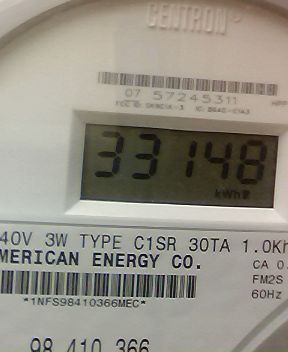 CENTRON
07 57245311
33148
kWh
40V 3W TYPE C1SR 30TA 1.0Kh
MERICAN ENERGY CO.
CA 0.
FM2S
60Hz
*1NFS98410366MEC*
98 410 366